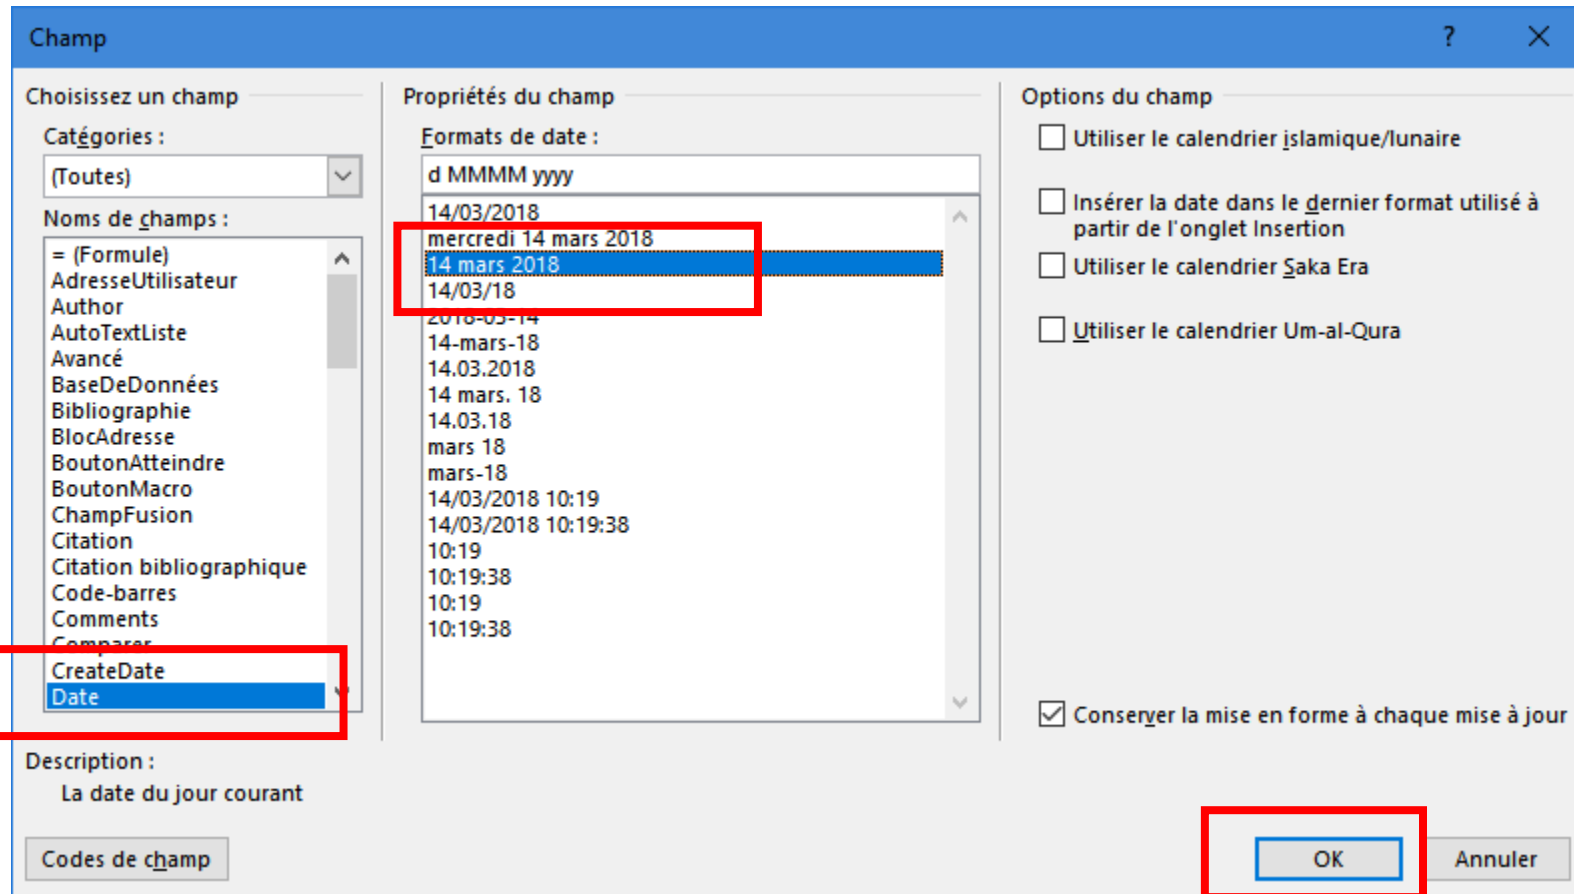 Champ
?
Choisissez un champ
Catégories :
(Toutes)
Noms de champs :
= (Formule)
AdresseUtilisateur
Author
AutoTextListe
Avancé
BaseDeDonnées
Bibliographie
BlocAdresse
BoutonAtteindre
BoutonMacro
ChampFusion
Citation
Citation bibliographique
Code-barres
Comments
Comparer
CreateDate
Date
Propriétés du champ
Formats de date :
d MMMM yyyy
14/03/2018
mercredi 14 mars 2018
14 mars 2018
14/03/18
2018-03-14
14-mars-18
14.03.2018
14 mars. 18
14.03.18
mars 18
mars-18
14/03/2018 10:19
14/03/2018 10:19:38
10:19
10:19:38
10:19
10:19:38
Options du champ
Utiliser le calendrier islamique/lunaire
Insérer la date dans le dernier format utilisé à
partir de l'onglet Insertion
Utiliser le calendrier Saka Era
Utiliser le calendrier Um-al-Qura
Conserver la mise en forme à chaque mise à jour
Description :
La date du jour courant
Codes de champ
OK
Annuler